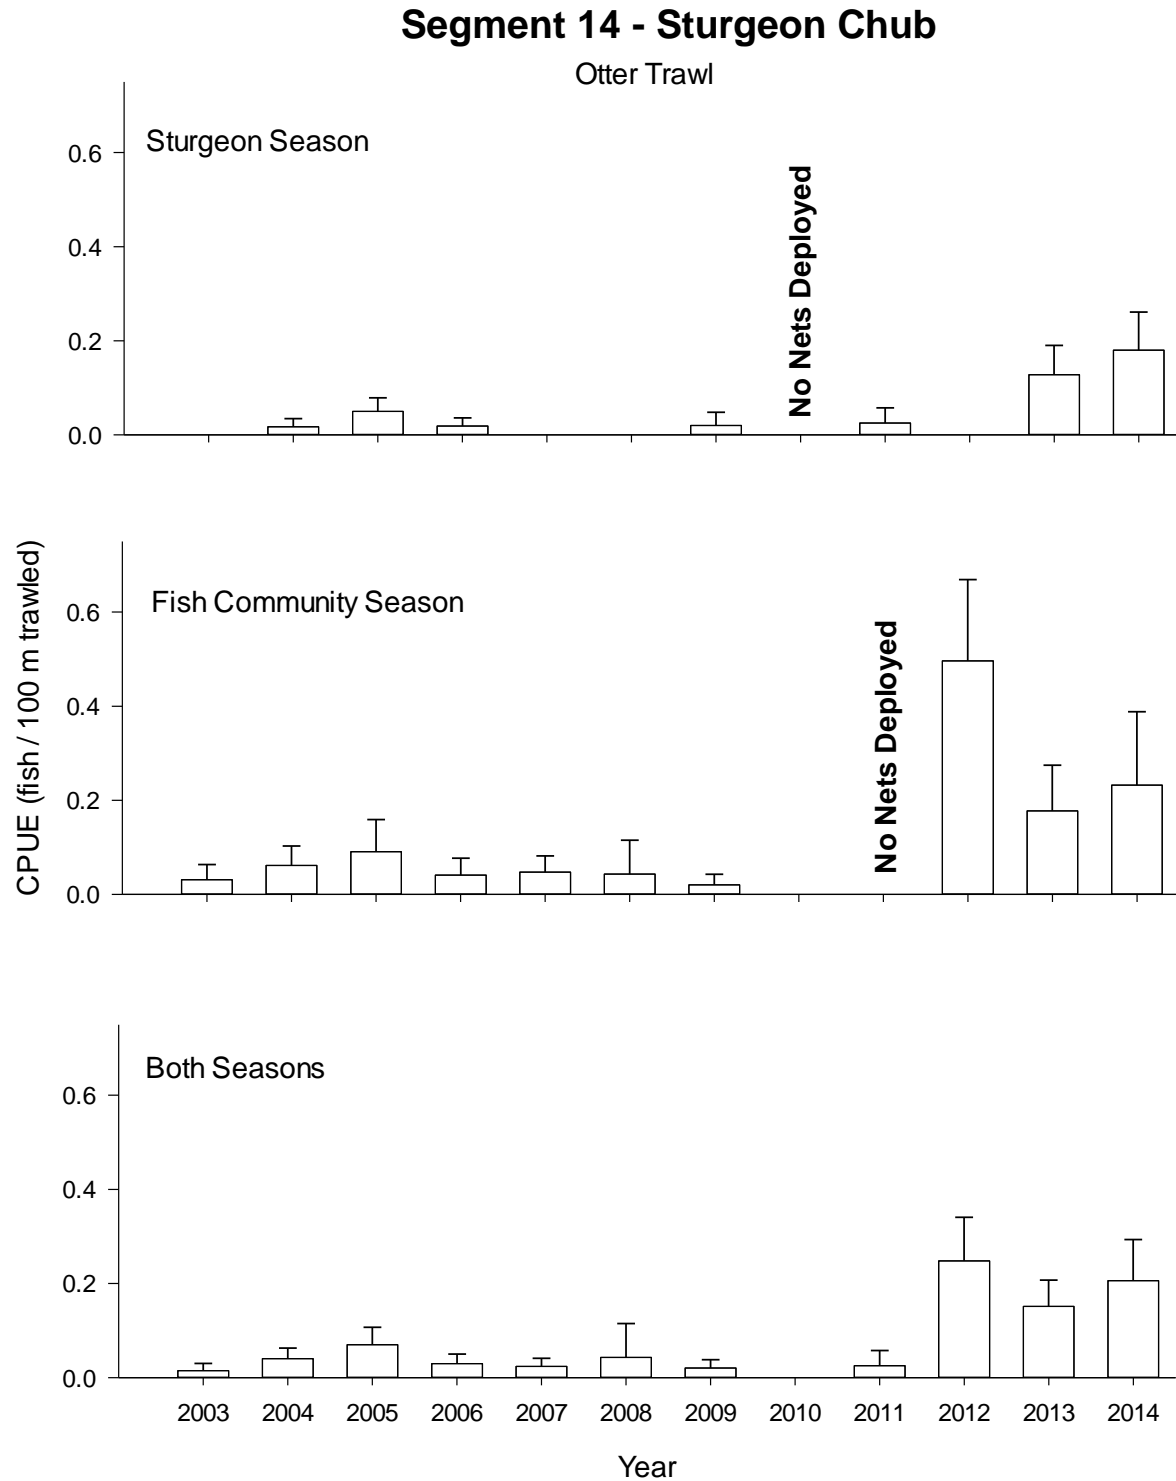 Segment 14 - Sturgeon Chub
Otter Trawl
Sturgeon Season
0.6
0.4
0.2
0.0
No Nets Deployed
CPUE (fish / 100 m trawled)
Fish Community Season
0.6
0.4
0.2
0.0
No Nets Deployed
Both Seasons
0.6
0.4
0.2
0.0
2003 2004 2005 2006 2007 2008 2009 2010 2011 2012 2013 2014
Year